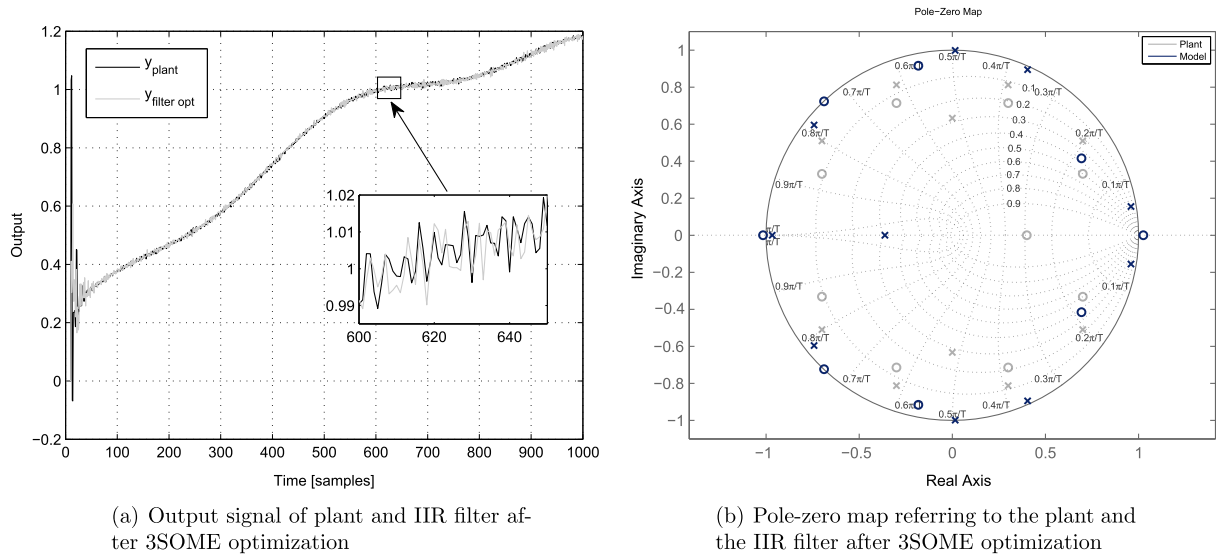 1.2
1
0.8
0.6
0.4
0.2
0
−0.2
Output
0 100 200 300 400 500 600 700 800 900 1000
Time [samples]
y plant
y filter opt
1.02
1.01
1
0.99
600 620 640
(a) Output signal of plant and IIR filter af-
ter 3SOME optimization
Pole−Zero Map
Plant
Model
1
0.8
0.6
0.4
0.2
0
−0.2
−0.4
−0.6
−0.8
−1
Imaginary Axis
−1 −0.5 0 0.5 1
Real Axis
0.5π/T
0.6π/T 0.4π/T
0.7π/T 0.3π/T
0.8π/T 0.2π/T
0.9π/T 0.1π/T
0.1
0.2
0.3
0.4
0.5
0.6
0.7
0.8
0.9
π/T
π/T
0.9π/T 0.1π/T
0.8π/T 0.2π/T
0.7π/T 0.3π/T
0.6π/T 0.4π/T
0.5π/T
(b) Pole-zero map referring to the plant and
the IIR filter after 3SOME optimization